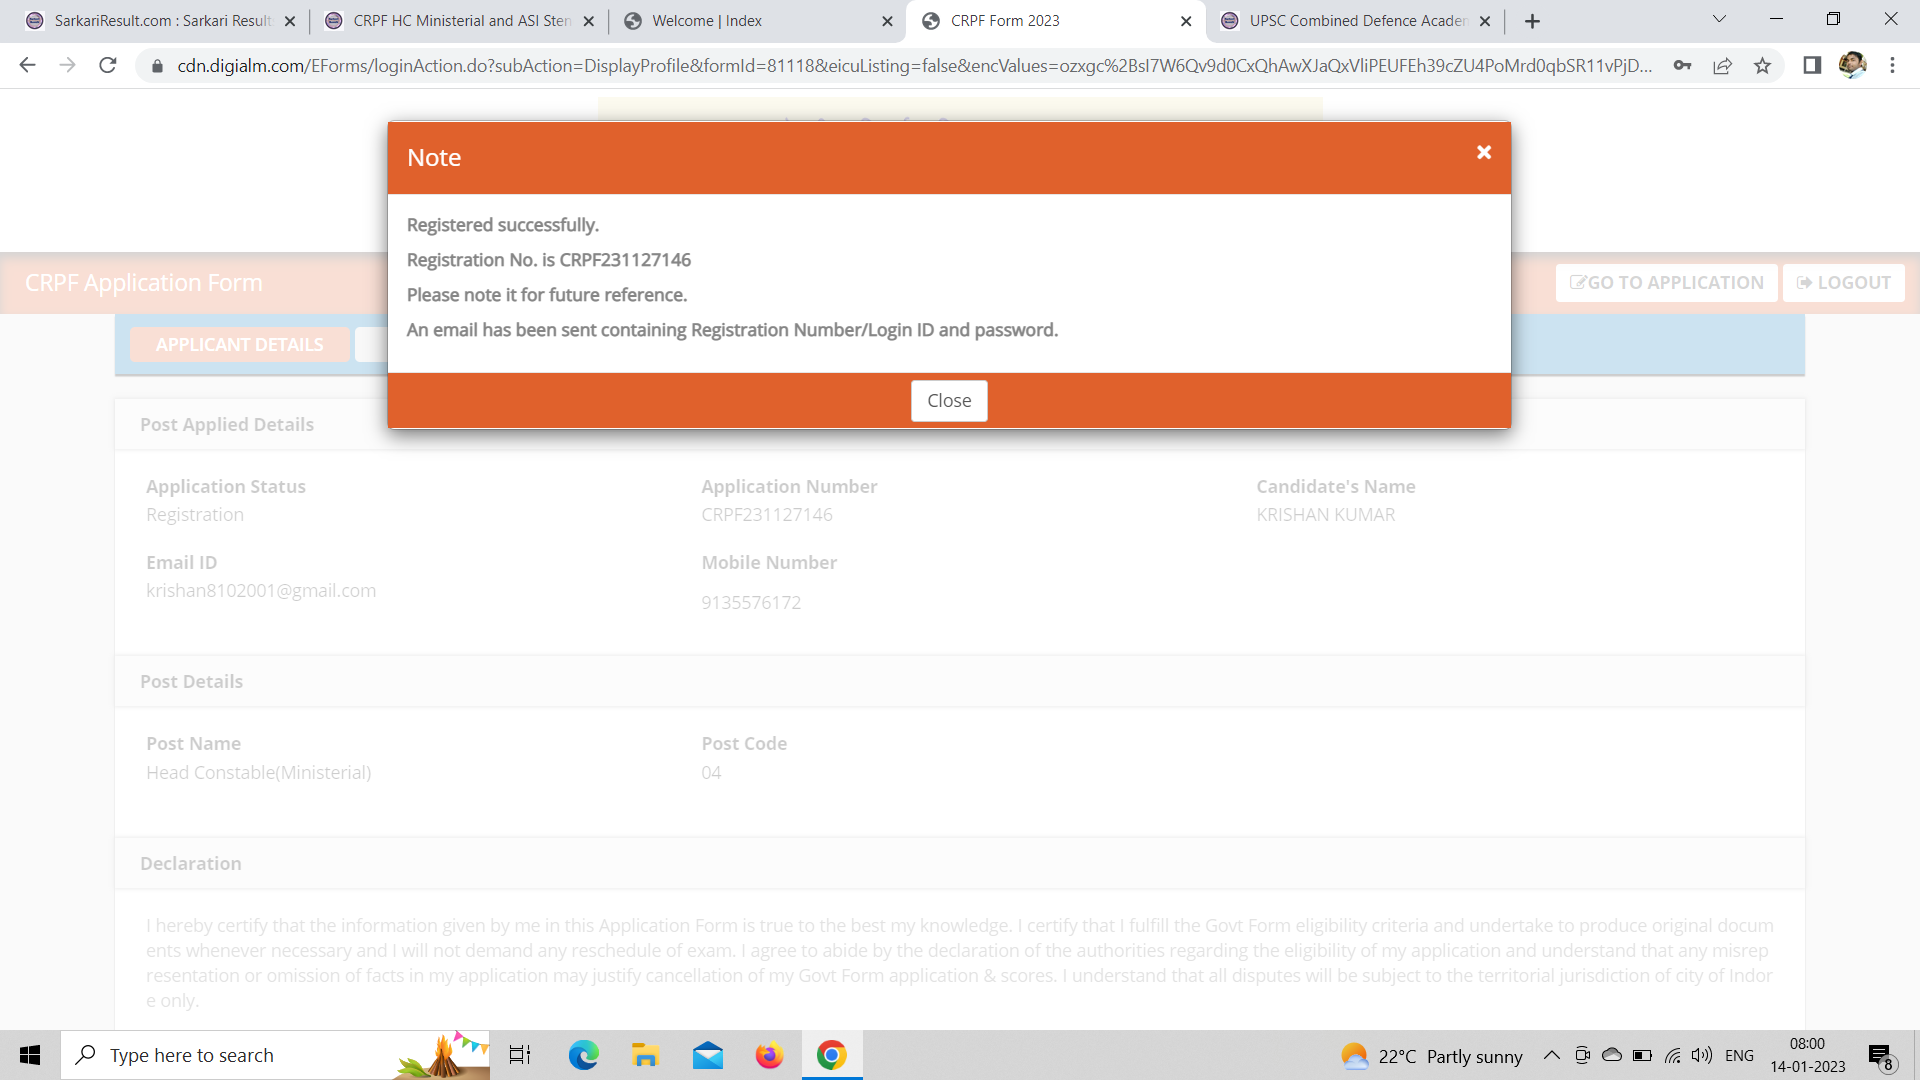 SarkariResult.com : Sarkari Result
CRPF HC Ministerial and ASI Sten
Welcome | Index
CRPF Form 2023
UPSC Combined Defence Academ
cdn.digialm.com/EForms/loginAction.do?subAction=DisplayProfile&formId=81118&eicuListing=false&encValues=ozxgc%2BsI7W6Qv9d0CxQhAwXJaQxVliPEUFEh39cZU4PoMrd0qbSR11vPjD...
Note
Registered successfully.
Registration No. is CRPF231127146
Please note it for future reference.
An email has been sent containing Registration Number/Login ID and password.
Close
CRPF Application Form
GO TO APPLICATION
LOGOUT
APPLICANT DETAILS
Post Applied Details
Application Status
Application Number
Candidate's Name
Registration
CRPF231127146
KRISHAN KUMAR
Email ID
Mobile Number
krishan8102001@gmail.com
9135576172
Post Details
Post Name
Post Code
Head Constable(Ministerial)
04
Declaration
I hereby certify that the information given by me in this Application Form is true to the best my knowledge. I certify that I fulfill the Govt Form eligibility criteria and undertake to produce original docum
ents whenever necessary and I will not demand any reschedule of exam. I agree to abide by the declaration of the authorities regarding the eligibility of my application and understand that any misrep
resentation or omission of facts in my application may justify cancellation of my Govt Form application & scores. I understand that all disputes will be subject to the territorial jurisdiction of city of Indor
e only.
Type here to search
22°C Partly sunny
ENG
08:00
14-01-2023
8